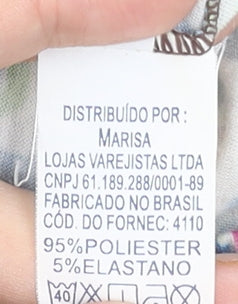 DISTRIBUÍDO POR :
MARISA
LOJAS VAREJISTAS LTDA
CNPJ 61.189.288/0001-89
FABRICADO NO BRASIL
CÓD. DO FORNEC: 4110
95%POLIESTER
5%ELASTANO
40